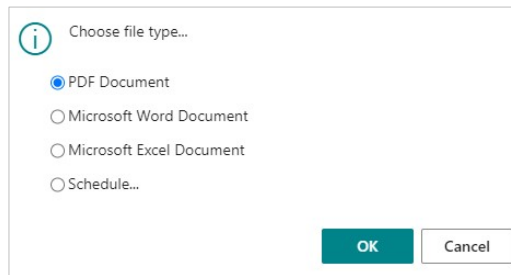 Choose file type...
PDF Document
Microsoft Word Document
Microsoft Excel Document
Schedule...
OK Cancel